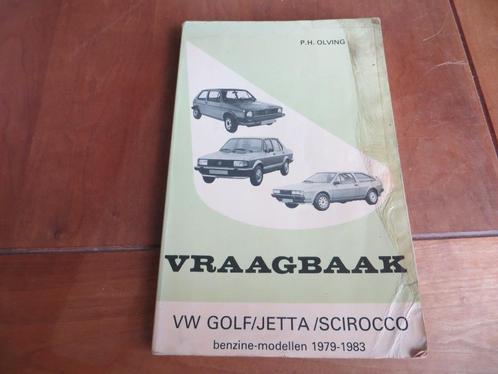 P.H. OLVING
VRAAGBAAK
VW GOLF/JETTA/SCIROCCO
benzine-modellen 1979-1983